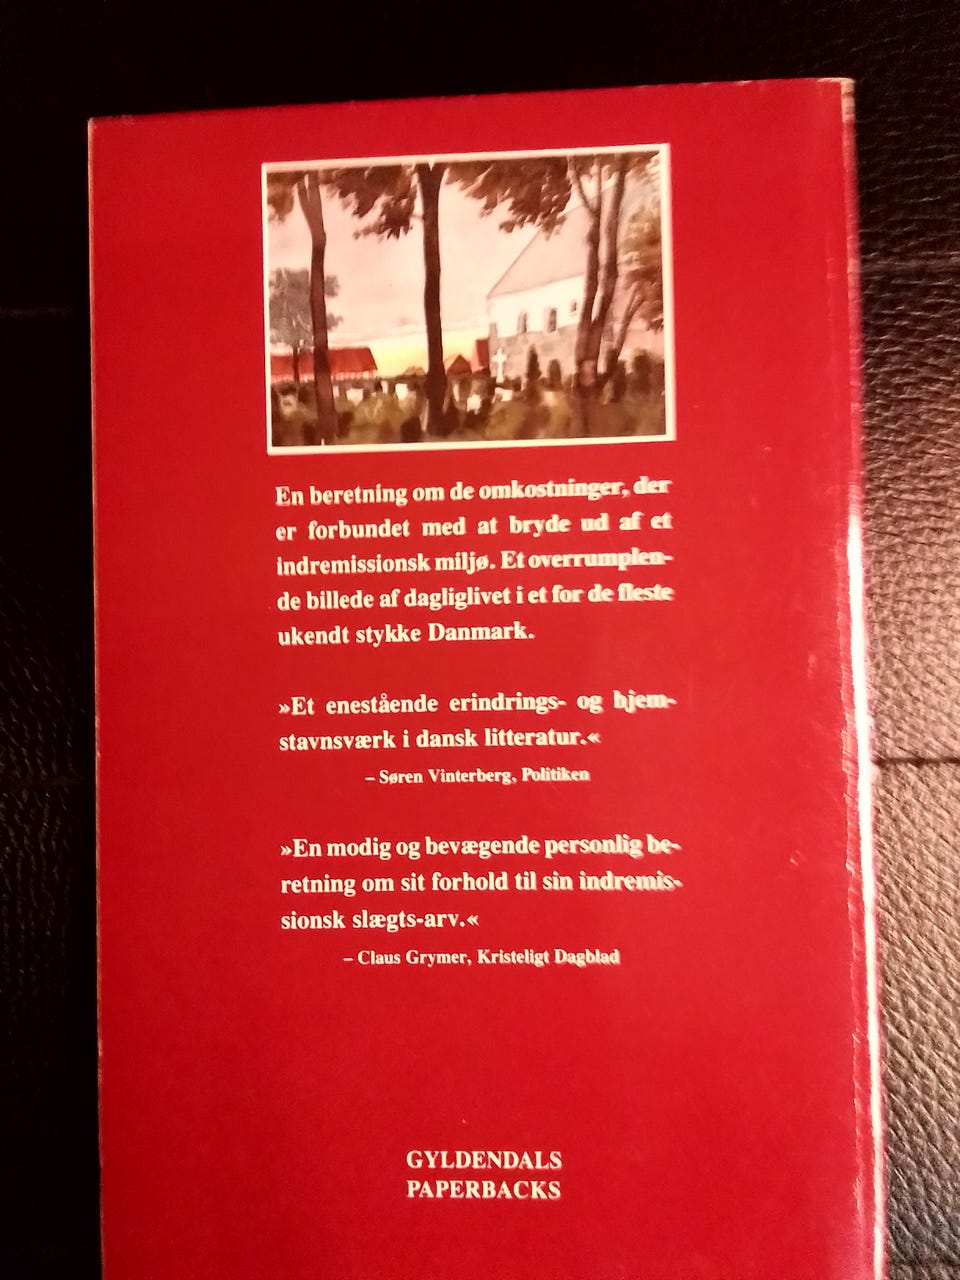 En beretning om de omkostninger, der
er forbundet med at bryde ud af et
indremissionsk miljø. Et overrumplen-
de billede af dagliglivet i et for de fleste
ukendt stykke Danmark.
»Et enestående erindrings- og hjem-
stavnsværk i dansk litteratur.«
– Søren Vinterberg, Politiken
»En modig og bevægende personlig be-
retning om sit forhold til sin indremis-
sionsk slægts-arv.«
– Claus Grymer, Kristeligt Dagblad
GYLDENDALS
PAPERBACKS